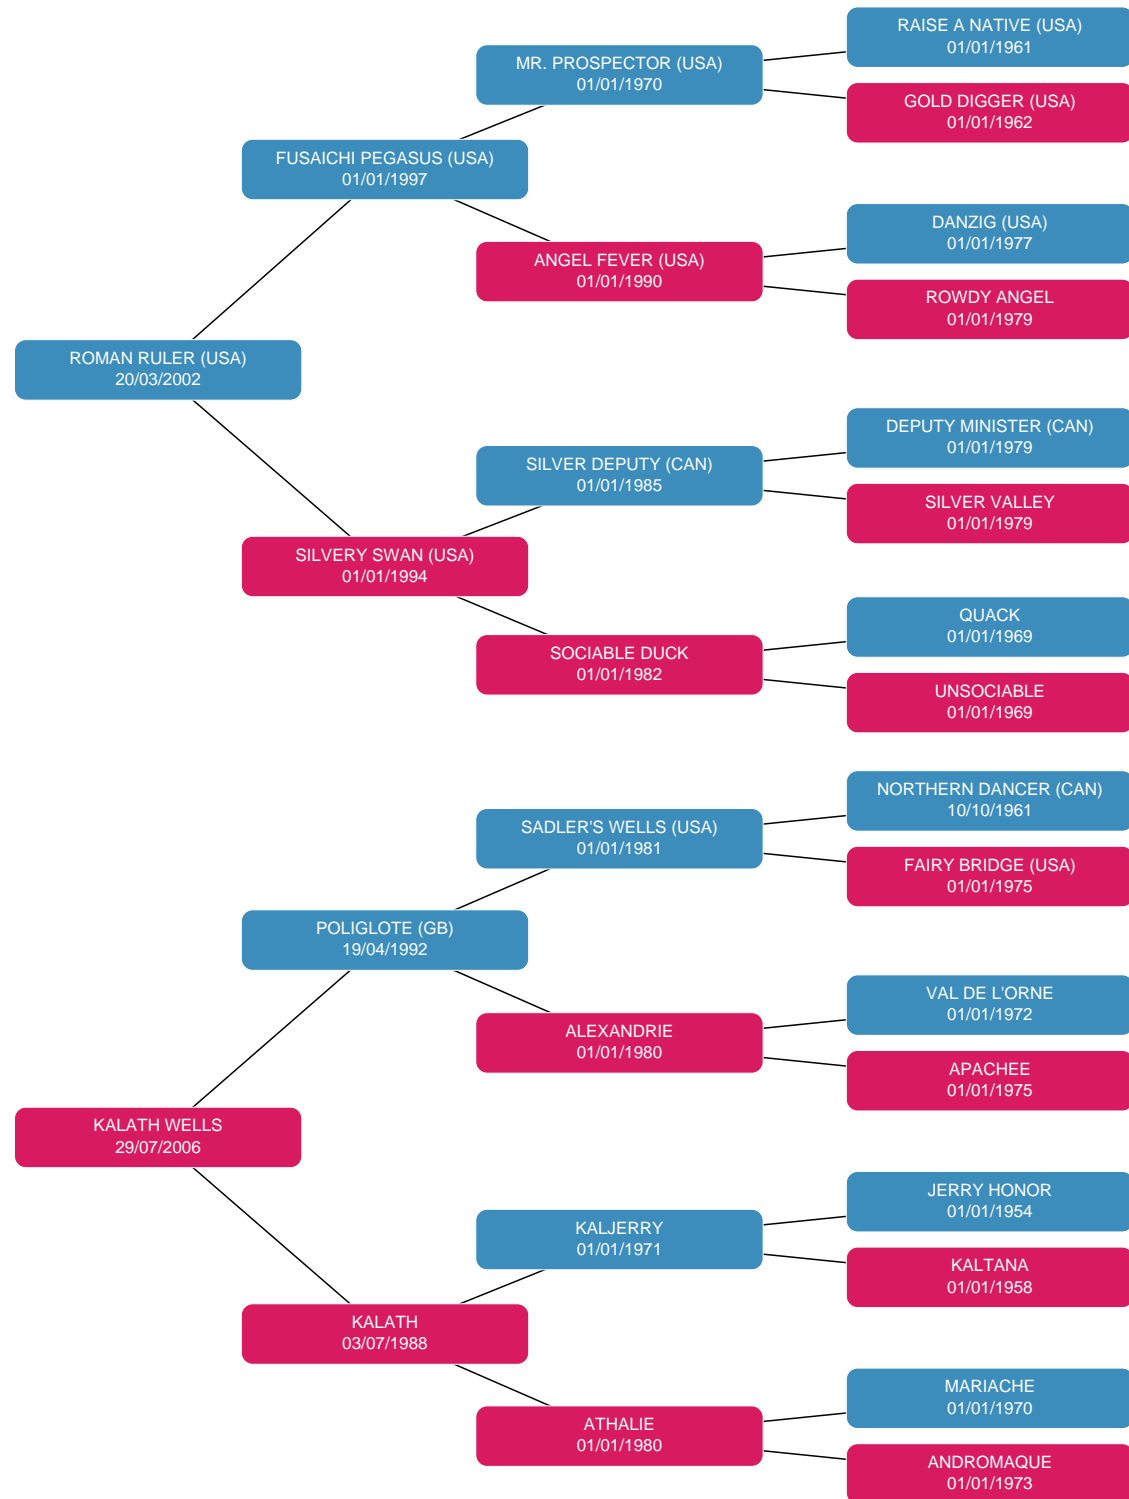 RAISE A NATIVE (USA)
01/01/1961
MR. PROSPECTOR (USA)
01/01/1970
GOLD DIGGER (USA)
01/01/1962
FUSAICHI PEGASUS (USA)
01/01/1997
DANZIG (USA)
01/01/1977
ANGEL FEVER (USA)
01/01/1990
ROWDY ANGEL
01/01/1979
ROMAN RULER (USA)
20/03/2002
DEPUTY MINISTER (CAN)
01/01/1979
SILVER DEPUTY (CAN)
01/01/1985
SILVER VALLEY
01/01/1979
SILVERY SWAN (USA)
01/01/1994
QUACK
01/01/1969
SOCIABLE DUCK
01/01/1982
UNSOCIABLE
01/01/1969
NORTHERN DANCER (CAN)
10/10/1961
SADLER'S WELLS (USA)
01/01/1981
FAIRY BRIDGE (USA)
01/01/1975
POLIGLOTE (GB)
19/04/1992
VAL DE L'ORNE
01/01/1972
ALEXANDRIE
01/01/1980
APACHEE
01/01/1975
KALATH WELLS
29/07/2006
JERRY HONOR
01/01/1954
KALJERRY
01/01/1971
KALTANA
01/01/1958
KALATH
03/07/1988
MARIACHE
01/01/1970
ATHALIE
01/01/1980
ANDROMAQUE
01/01/1973